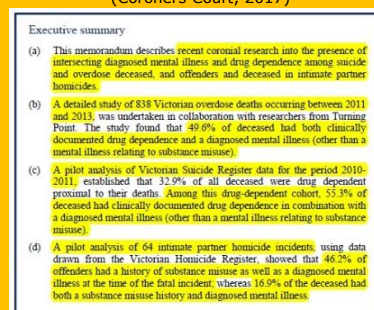 (Coroners Court, 2017)
Executive summary
(a) This memorandum describes recent coronial research into the presence of
intersecting diagnosed mental illness and drug dependence among suicide
and overdose deceased, and offenders and deceased in intimate partner
homicides.
(b) A detailed study of 838 Victorian overdose deaths occurring between 2011
and 2013, was undertaken in collaboration with researchers from Turning
Point. The study found that 49.6% of deceased had both clinically
documented drug dependence and a diagnosed mental illness (other than a
mental illness relating to substance misuse).
(c) A pilot analysis of Victorian Suicide Register data for the period 2010-
2011, established that 32.9% of all deceased were drug dependent
proximal to their deaths. Among this drug-dependent cohort, 55.3% of
deceased had clinically documented drug dependence in combination with
a diagnosed mental illness (other than a mental illness relating to substance
misuse).
(d) A pilot analysis of 64 intimate partner homicide incidents, using data
drawn from the Victorian Homicide Register, showed that 46.2% of
offenders had a history of substance misuse as well as a diagnosed mental
illness at the time of the fatal incident; whereas 16.9% of the deceased had
both a substance misuse history and diagnosed mental illness.